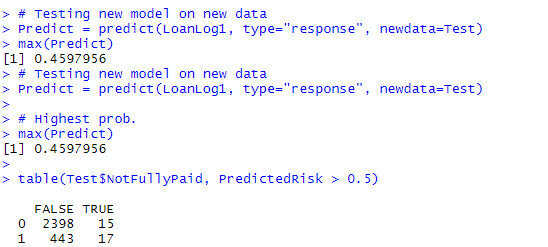 > # Testing new model on new data
> Predict = predict(LoanLog1, type="response", newdata=Test)
> max(Predict)
[1] 0.4597956
> # Testing new model on new data
> Predict = predict(LoanLog1, type="response", newdata=Test)
>
> # Highest prob.
> max(Predict)
[1] 0.4597956
>
> table(Test$NotFullyPaid, PredictedRisk > 0.5)
FALSE TRUE
0 2398 15
1 443 17